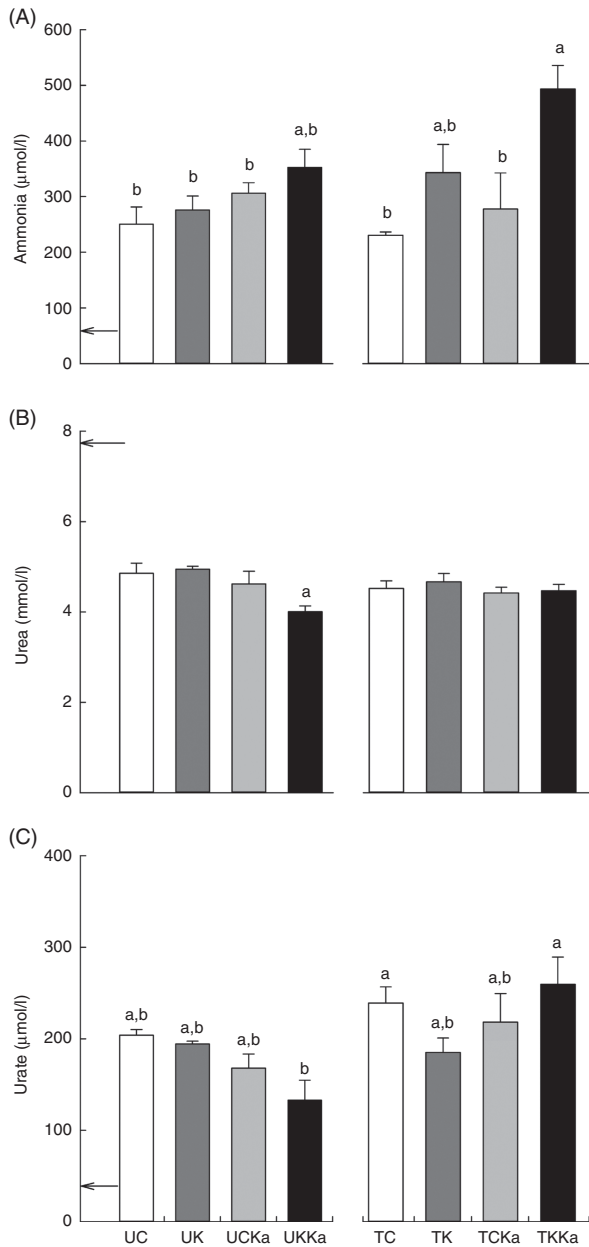 (A)
600
500
400
300
200
100
0
Ammonia (μmol/l)
b
b
b
a,b
b
a,b
b
a
(B)
8
6
4
2
0
Urea (mmol/l)
a
(C)
400
300
200
100
0
Urate (μmol/l)
a,b
a,b
a,b
b
a
a,b
a,b
a
UC UK UCKa UKKa TC TK TCKa TKKa